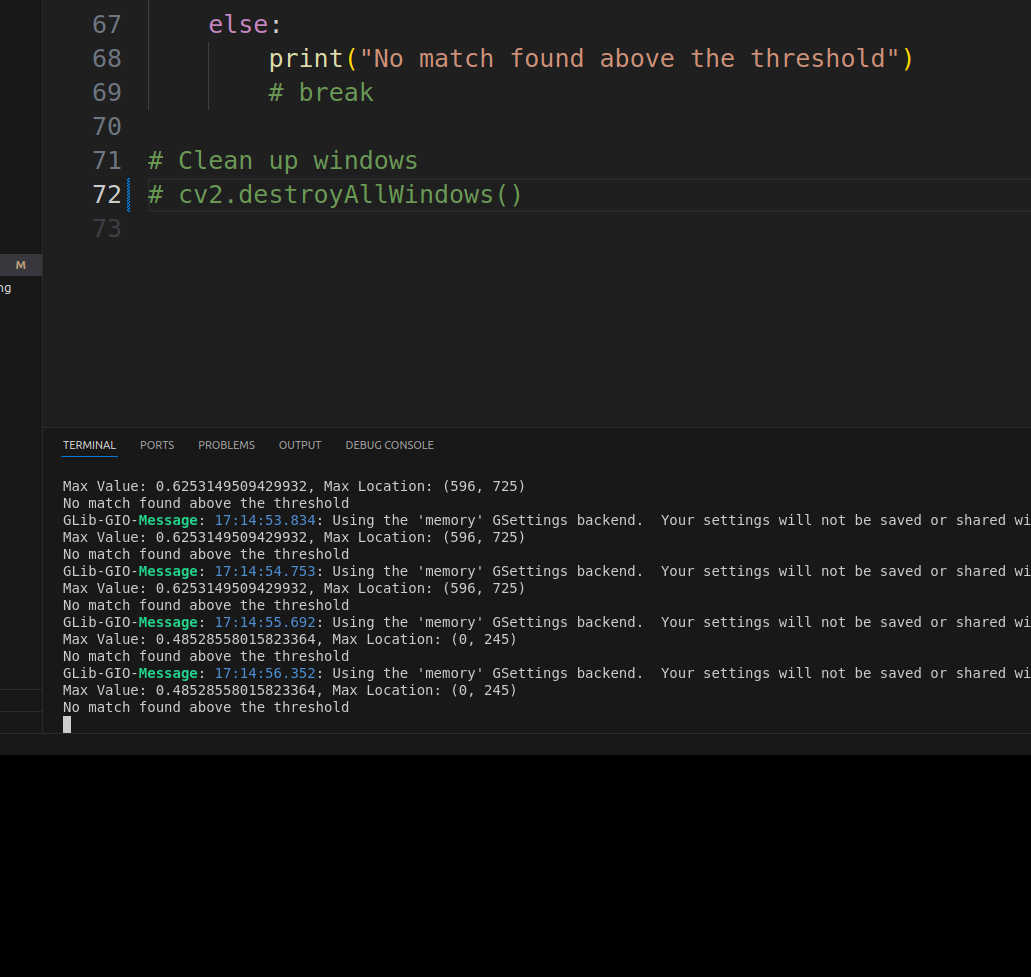 67 else:
68 print("No match found above the threshold")
69 # break
70
71 # Clean up windows
72 # cv2.destroyAllWindows()
73
M
ng
TERMINAL PORTS PROBLEMS OUTPUT DEBUG CONSOLE
Max Value: 0.6253149509429932, Max Location: (596, 725)
No match found above the threshold
GLib-GIO-Message: 17:14:53.834: Using the 'memory' GSettings backend.  Your settings will not be saved or shared wi
Max Value: 0.6253149509429932, Max Location: (596, 725)
No match found above the threshold
GLib-GIO-Message: 17:14:54.753: Using the 'memory' GSettings backend.  Your settings will not be saved or shared wi
Max Value: 0.6253149509429932, Max Location: (596, 725)
No match found above the threshold
GLib-GIO-Message: 17:14:55.692: Using the 'memory' GSettings backend.  Your settings will not be saved or shared wi
Max Value: 0.48528558015823364, Max Location: (0, 245)
No match found above the threshold
GLib-GIO-Message: 17:14:56.352: Using the 'memory' GSettings backend.  Your settings will not be saved or shared wi
Max Value: 0.48528558015823364, Max Location: (0, 245)
No match found above the threshold